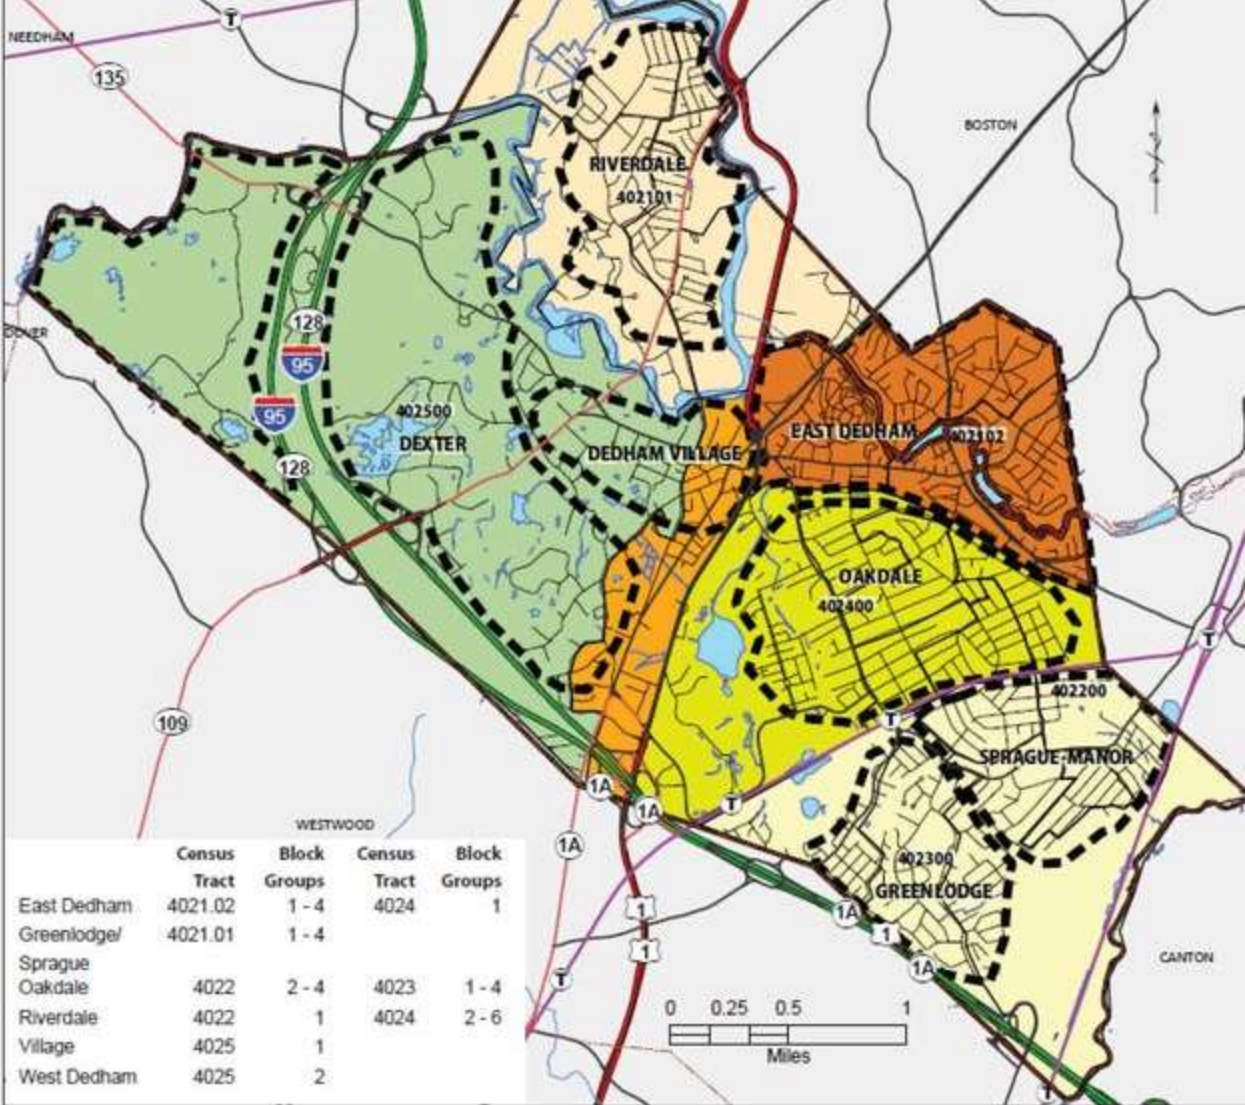 NEEDHAM
T
135
BOSTON
RIVERDALE
402101
DOVER
128
95
95
402500
DEXTER
128
DEDHAM VILLAGE
EAST DEDHAM
402102
OAKDALE
402400
T
109
402200
T
SPRAGUE-MANOR
1A
1A
T
WESTWOOD
1A
402300
GREENLODGE
1A
1
1
1
1A
CANTON
T
Census Block Census Block
Tract Groups Tract Groups
East Dedham 4021.02 1 - 4 4024 1
Greenlodge/ 4021.01 1 - 4
Sprague
Oakdale 4022 2 - 4 4023 1 - 4
Riverdale 4022 1 4024 2 - 6
Village 4025 1
West Dedham 4025 2
0 0.25 0.5 1
Miles
T